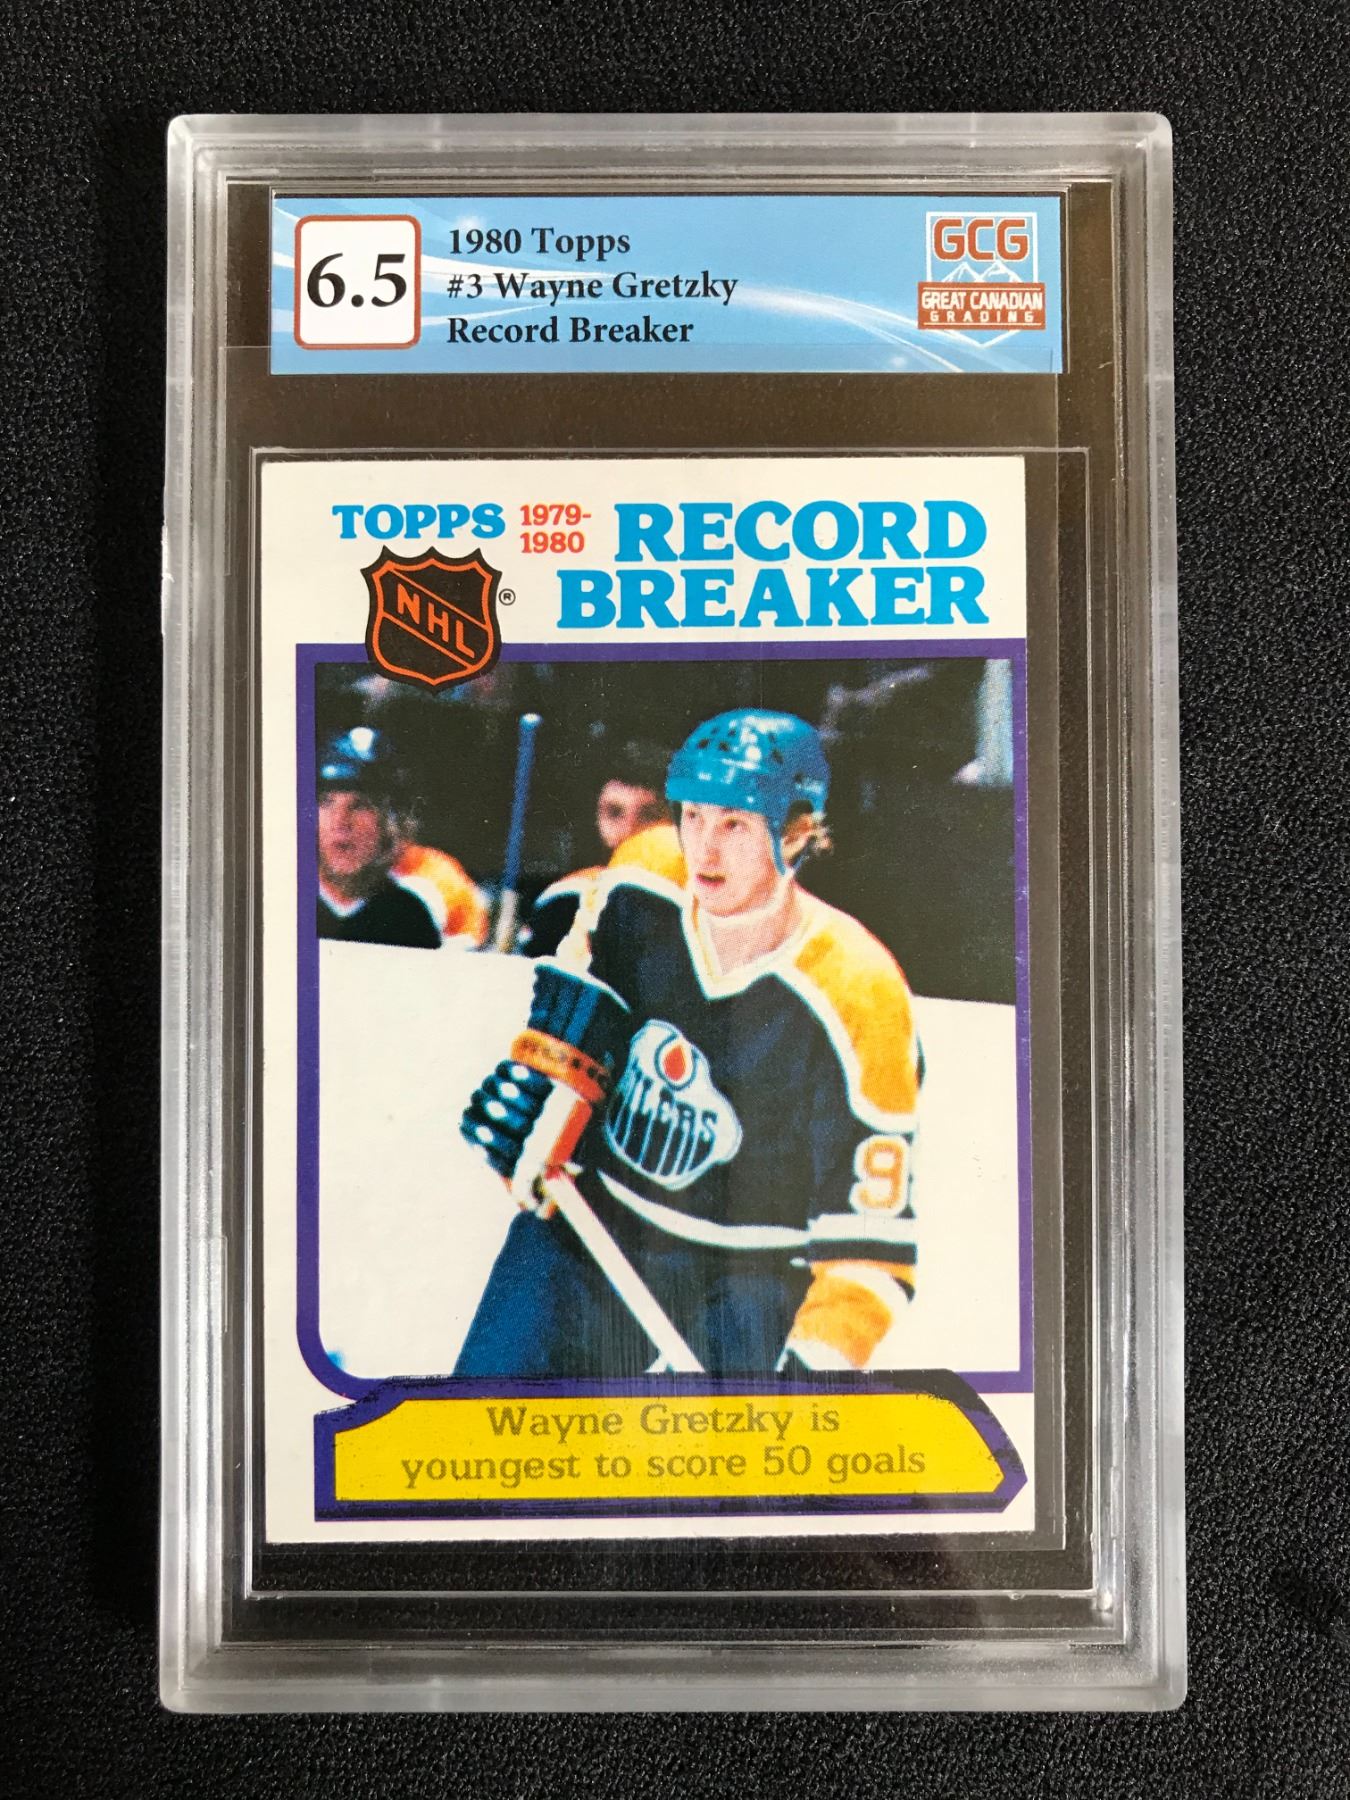 6.5
1980 Topps
#3 Wayne Gretzky
Record Breaker
GCG
GREAT CANADIAN
GRADING
TOPPS 1979-
1980
RECORD
BREAKER
NHL ®
OILERS
9
Wayne Gretzky is
youngest to score 50 goals